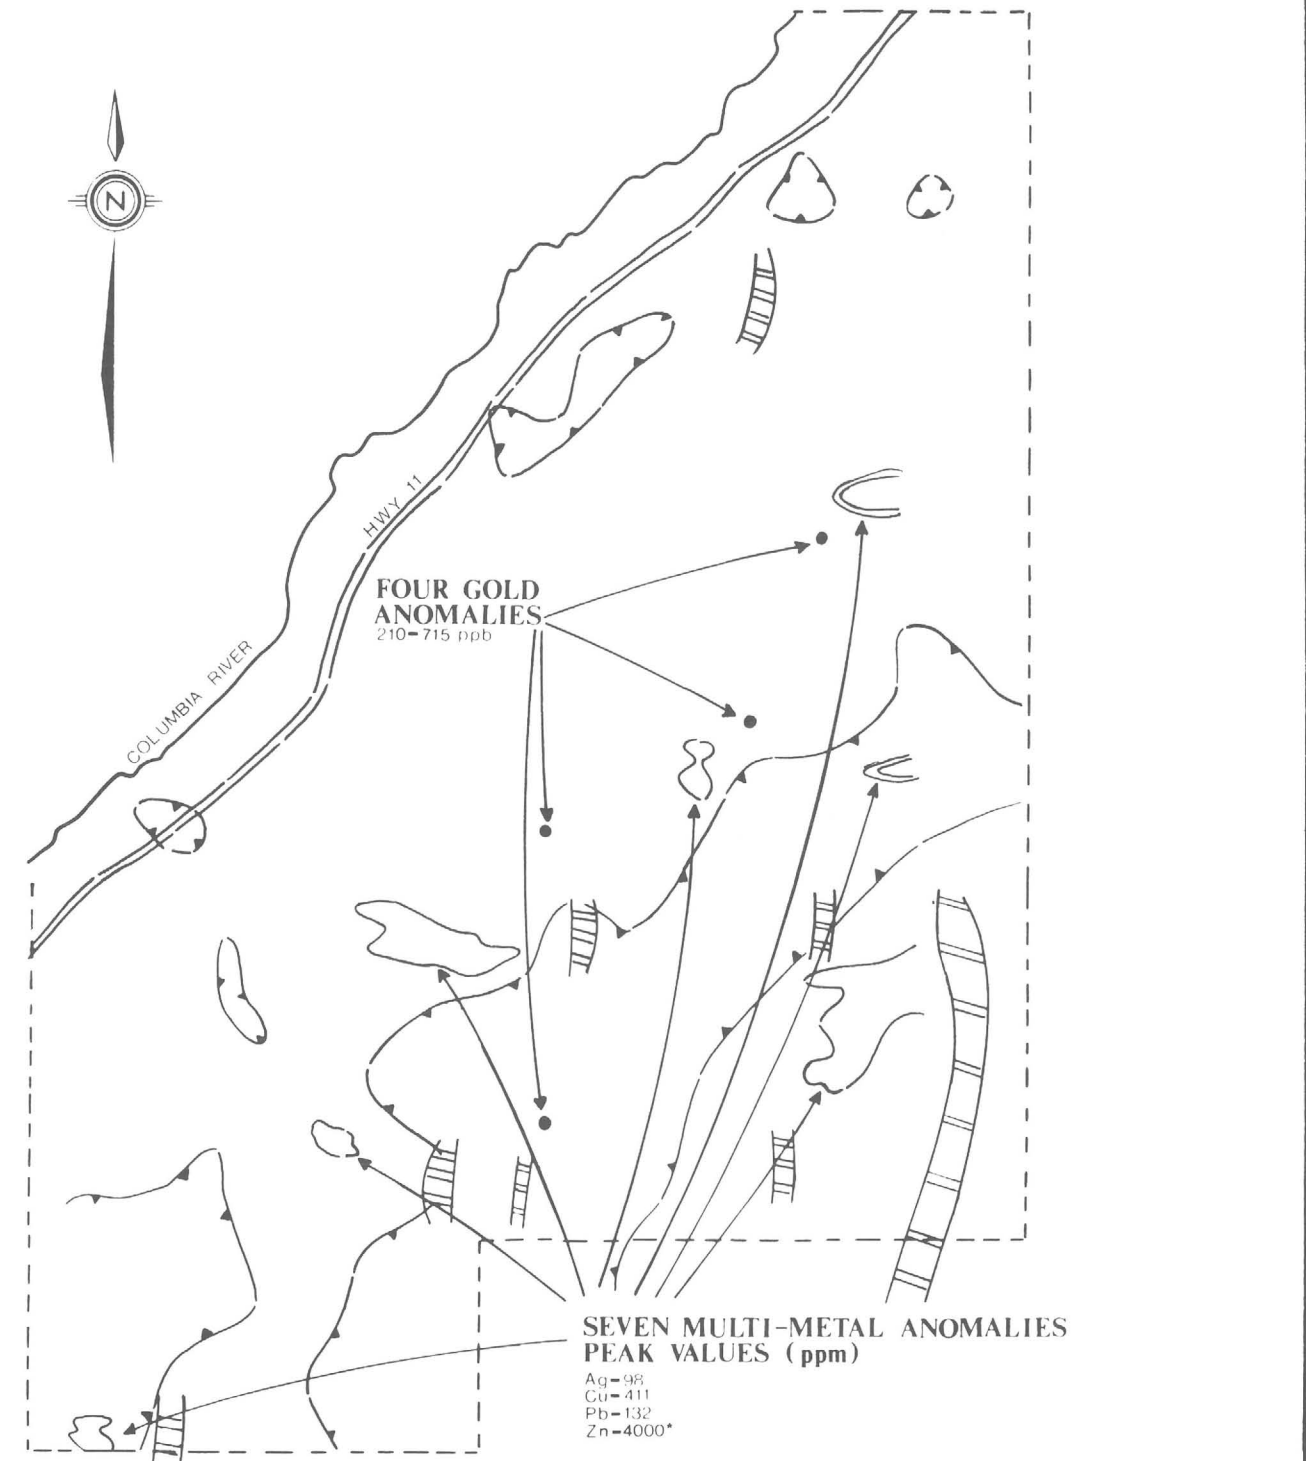 N
HWY 11
FOUR GOLD
ANOMALIES
210-715 ppb
COLUMBIA RIVER
SEVEN MULTI-METAL ANOMALIES
PEAK VALUES (ppm)
Ag-98
Cu-411
Pb-132
Zn-4000*